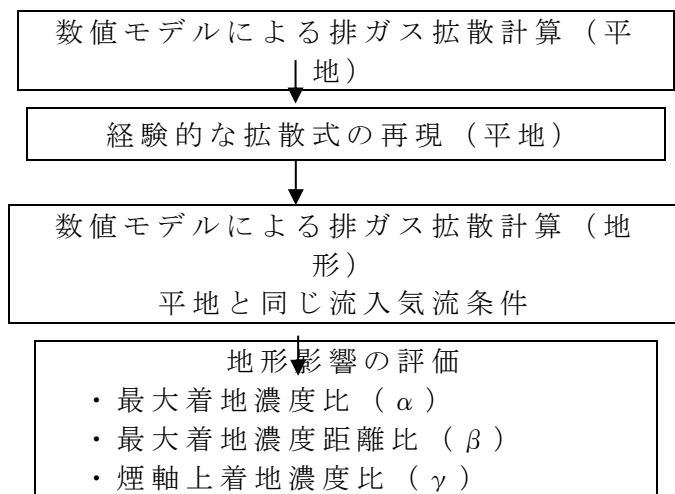 数値モデルによる排ガス拡散計算（平
地）
経験的な拡散式の再現（平地）
数値モデルによる排ガス拡散計算（地
形）
平地と同じ流入気流条件
地形影響の評価
・最大着地濃度比（α）
・最大着地濃度距離比（β）
・煙軸上着地濃度比（γ）